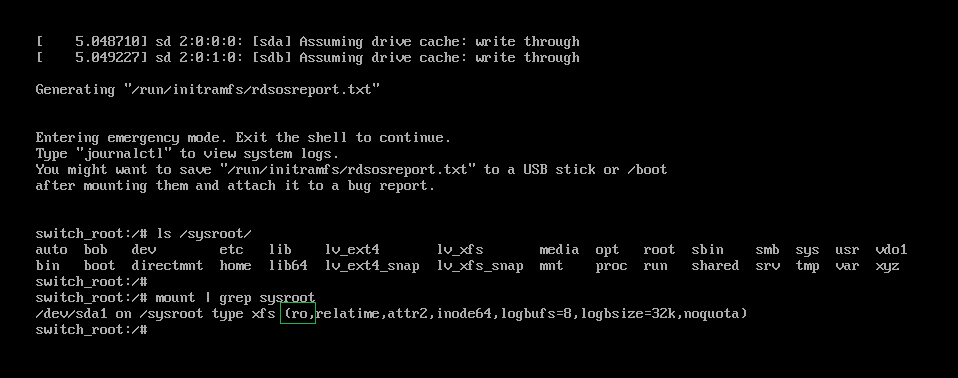 [    5.048710] sd 2:0:0:0: [sda] Assuming drive cache: write through
[    5.049227] sd 2:0:1:0: [sdb] Assuming drive cache: write through
Generating "/run/initramfs/rdsosreport.txt"
Entering emergency mode. Exit the shell to continue.
Type "journalctl" to view system logs.
You might want to save "/run/initramfs/rdsosreport.txt" to a USB stick or /boot
after mounting them and attach it to a bug report.
switch_root:/# ls /sysroot/
auto  bob   dev        etc   lib    lv_ext4       lv_xfs       media  opt   root    sbin    smb  sys  usr  vdo1
bin   boot  directmnt  home  lib64  lv_ext4_snap  lv_xfs_snap  mnt    proc  run     shared  srv  tmp  var  xyz
switch_root:/#
switch_root:/# mount | grep sysroot
/dev/sda1 on /sysroot type xfs (ro,relatime,attr2,inode64,logbufs=8,logbsize=32k,noquota)
switch_root:/#